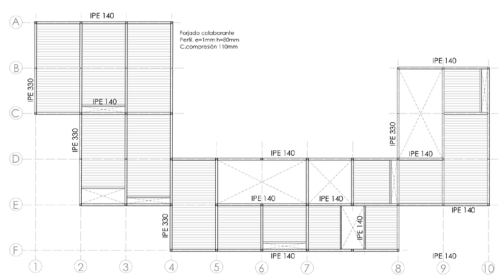 IPE 140
A
Forjado colaborante
Perfil. e=1mm h=80mm
C.compresión 110mm
IPE 140
B
IPE 330
IPE 140
C
IPE 330
IPE 330
D
IPE 140
IPE 140
IPE 140
IPE 140
E
IPE 140
IPE 330
IPE 140
F
IPE 140
IPE 140
1
2
3
4
5
6
7
8
9
10